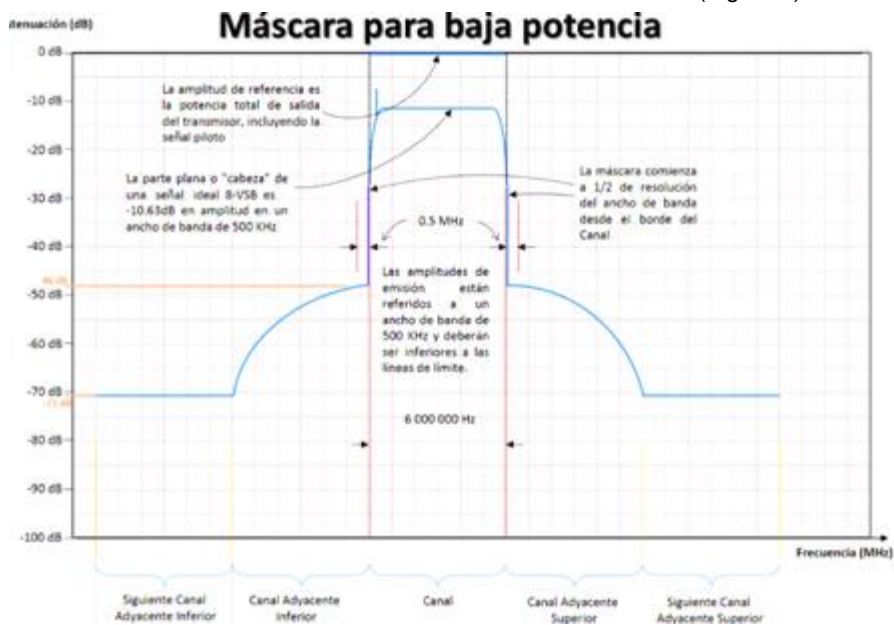 Máscara para baja potencia
tenuación (dB)
0 dB
-10 dB
-20 dB
-30 dB
-40 dB
-50 dB
-60 dB
-70 dB
-80 dB
-90 dB
-100 dB
La amplitud de referencia es
la potencia total de salida
del transmisor, incluyendo la
señal piloto
La parte plana o "cabeza" de
una señal ideal 8-VSB es
-10.63dB en amplitud en un
ancho de banda de 500 KHz
La máscara comienza
a 1/2 de resolución
del ancho de banda
desde el borde del
Canal
0.5 MHz
Las amplitudes de
emisión están
referidos a un
ancho de banda de
500 KHz y deberán
ser inferiores a las
líneas de límite.
6 000 000 Hz
Frecuencia (MHz)
Siguiente Canal
Adyacente Inferior
Canal Adyacente
Inferior
Canal
Canal Adyacente
Superior
Siguiente Canal
Adyacente Superior